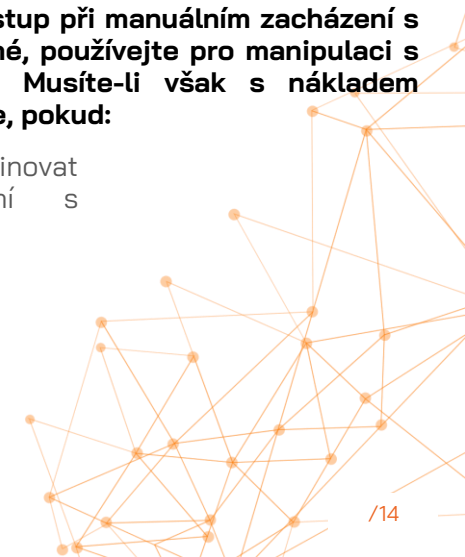 stup při manuálním zacházení s
né, používejte pro manipulaci s
Musíte-li však s nákladem
e, pokud:
inovat
ní s
/14